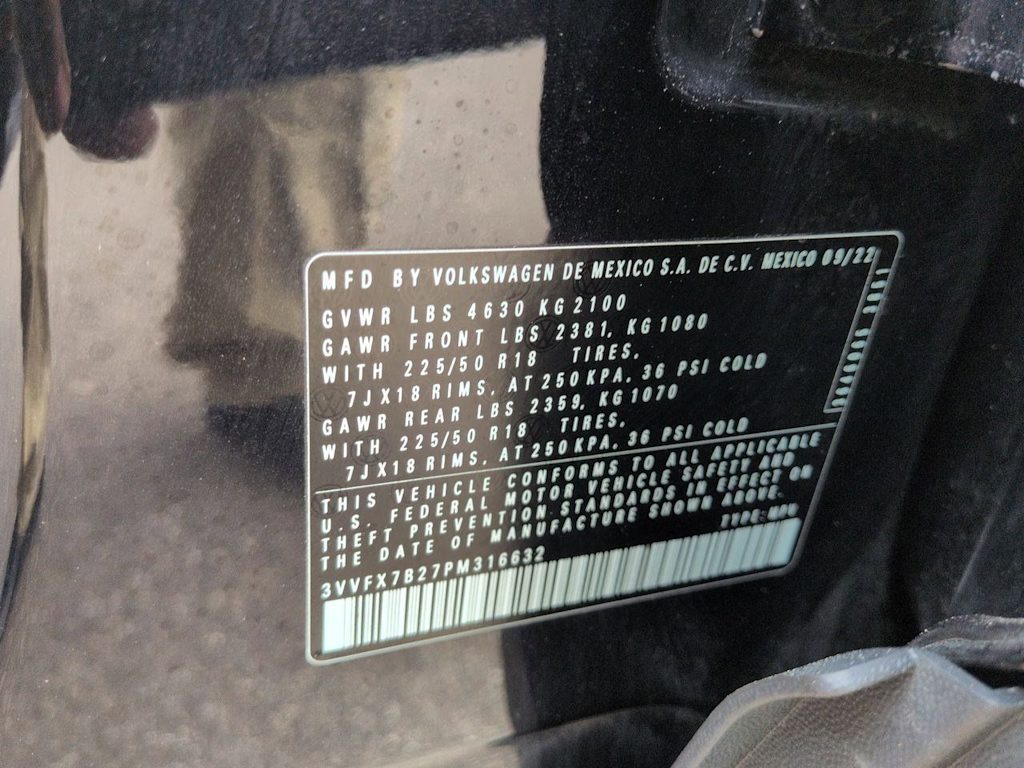 MFD BY VOLKSWAGEN DE MEXICO S.A. DE C.V. MEXICO 09/22
GVWR LBS 4630 KG 2100
GAWR FRONT LBS 2381, KG 1080
WITH 225/50 R18 TIRES,
7JX18 RIMS, AT 250 KPA, 36 PSI COLD
GAWR REAR LBS 2359, KG 1070
WITH 225/50 R18 TIRES,
7JX18 RIMS, AT 250 KPA, 36 PSI COLD
THIS VEHICLE CONFORMS TO ALL APPLICABLE
U.S. FEDERAL MOTOR VEHICLE SAFETY AND
THEFT PREVENTION STANDARDS IN EFFECT ON
THE DATE OF MANUFACTURE SHOWN ABOVE.
TYPE: MPV
3VVFX7B27PM316632